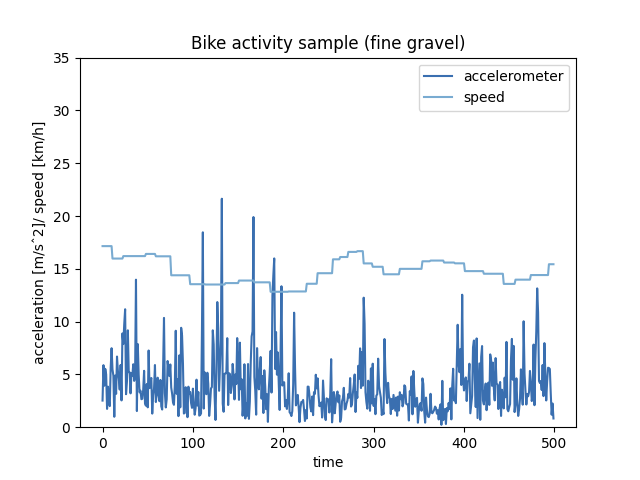 Bike activity sample (fine gravel)
accelerometer
speed
acceleration [m/s^2]/ speed [km/h]
35
30
25
20
15
10
5
0
0 100 200 300 400 500
time